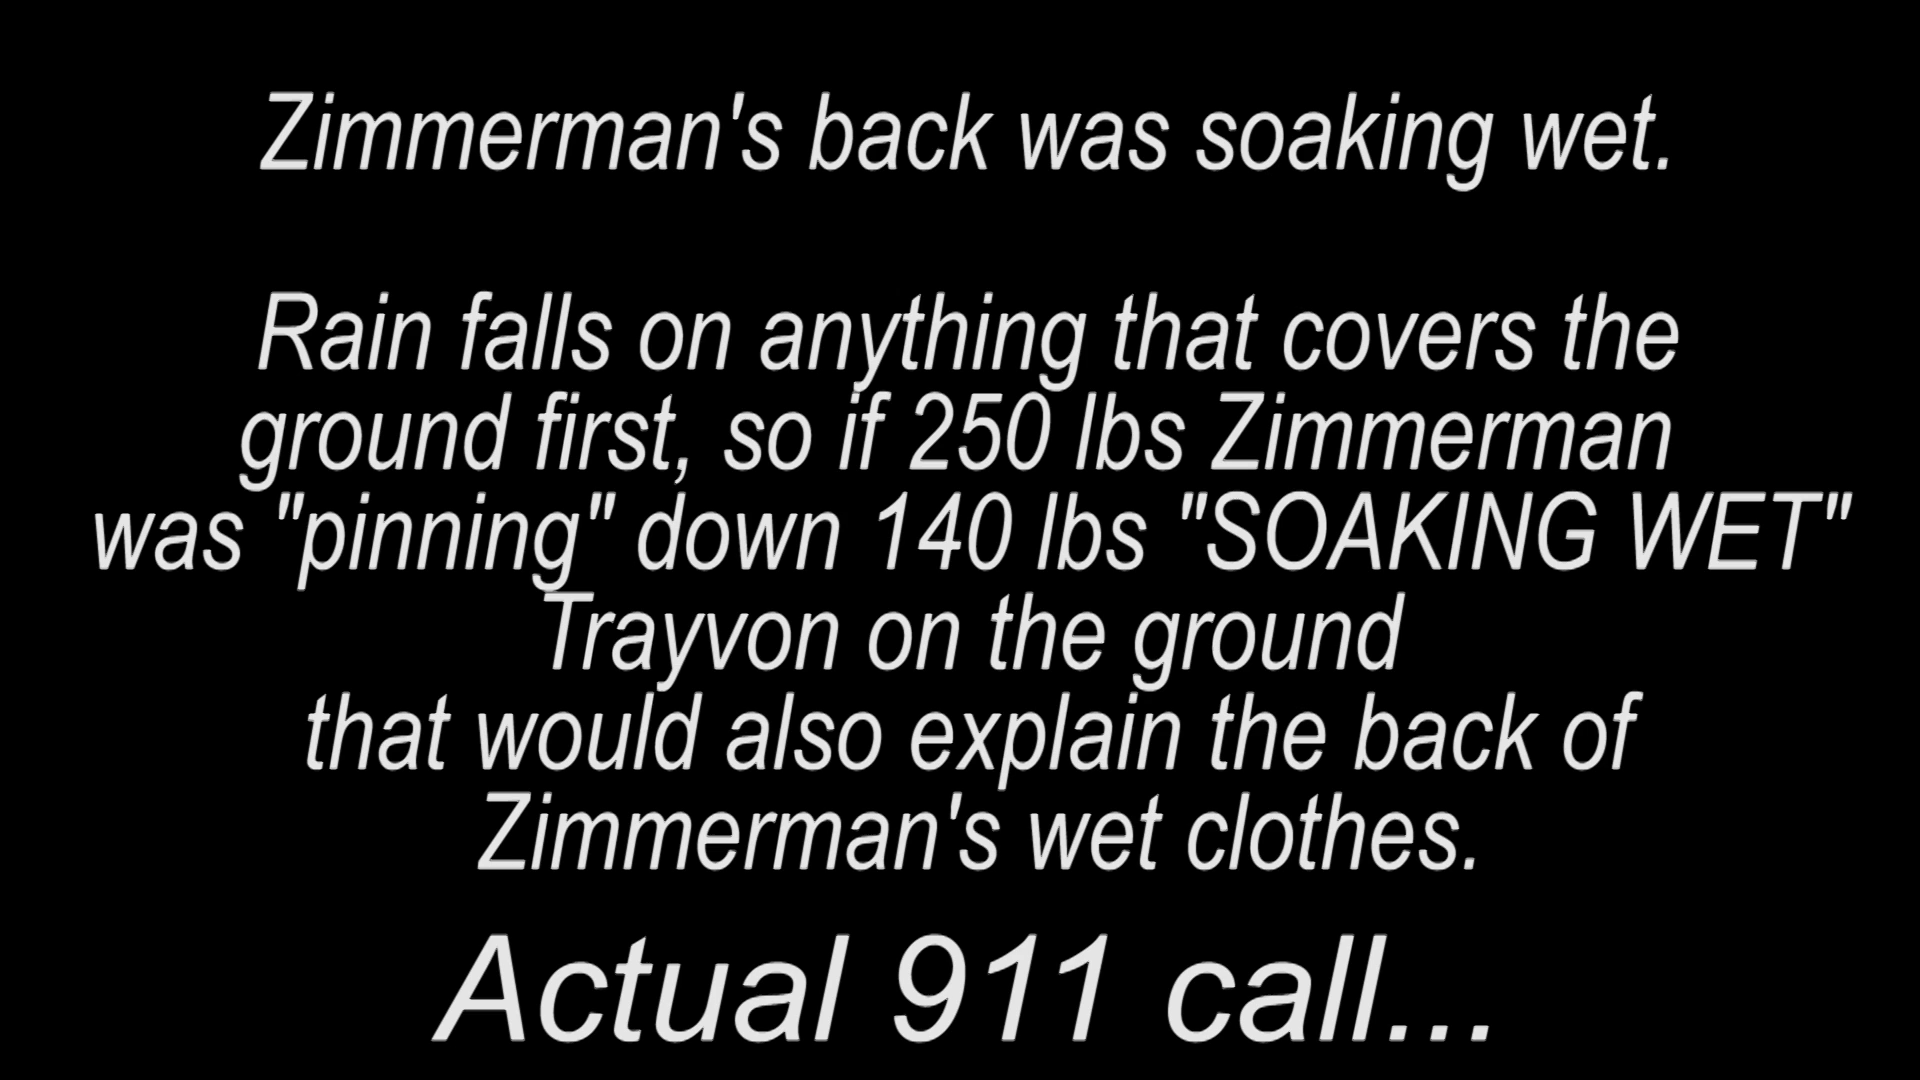 Zimmerman's back was soaking wet.
Rain falls on anything that covers the
ground first, so if 250 lbs Zimmerman
was "pinning" down 140 lbs "SOAKING WET"
Trayvon on the ground
that would also explain the back of
Zimmerman's wet clothes.
Actual 911 call...